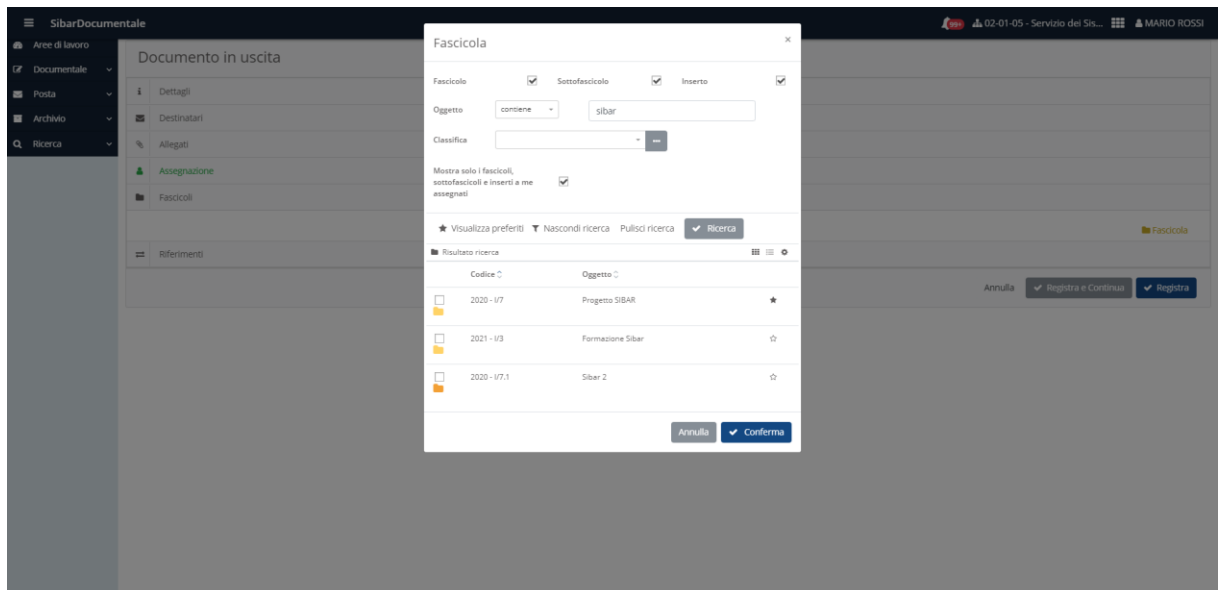 SibarDocumentale
99+ 02-01-05 - Servizio dei Sis... MARIO ROSSI
Aree di lavoro
Documentale
Posta
Archivio
Ricerca
Documento in uscita
Dettagli
Destinatari
Allegati
Assegnazione
Fascicoli
Fascicola
Riferimenti
Annulla Registra e Continua Registra
Fascicola ×
Fascicolo Sottofascicolo Inserto
Oggetto contiene sibar
Classifica
Mostra solo i fascicoli,
sottofascicoli e inserti a me
assegnati
Visualizza preferiti Nascondi ricerca Pulisci ricerca Ricerca
Risultato ricerca
Codice Oggetto
2020 - I/7 Progetto SIBAR
2021 - I/3 Formazione Sibar
2020 - I/7.1 Sibar 2
Annulla Conferma